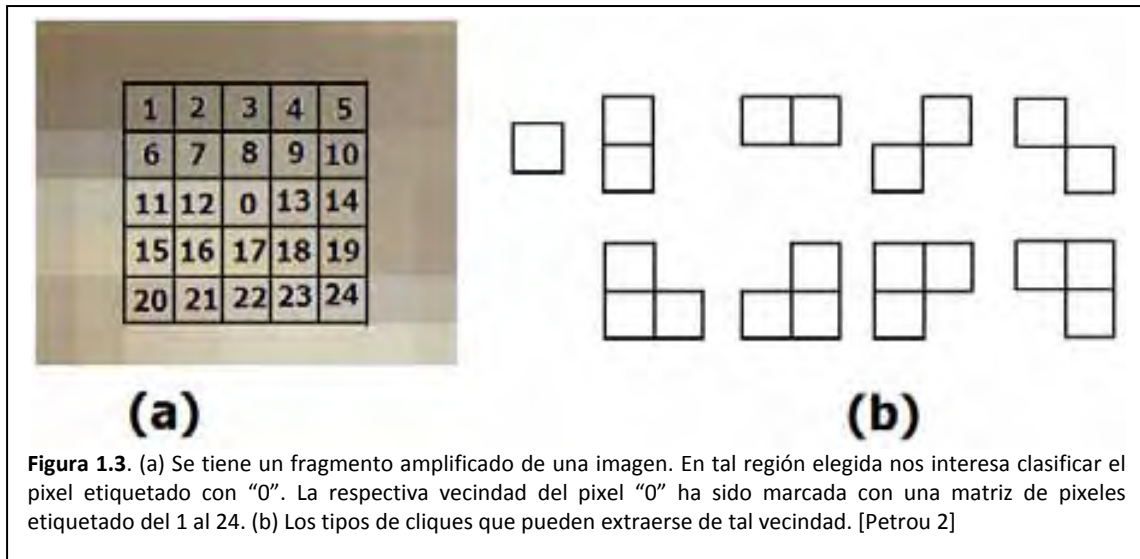 1 2 3 4 5
6 7 8 9 10
11 12 0 13 14
15 16 17 18 19
20 21 22 23 24
(a)
(b)
Figura 1.3. (a) Se tiene un fragmento amplificado de una imagen. En tal región elegida nos interesa clasificar el
pixel etiquetado con “0”. La respectiva vecindad del pixel “0” ha sido marcada con una matriz de pixeles
etiquetado del 1 al 24. (b) Los tipos de cliques que pueden extraerse de tal vecindad. [Petrou 2]